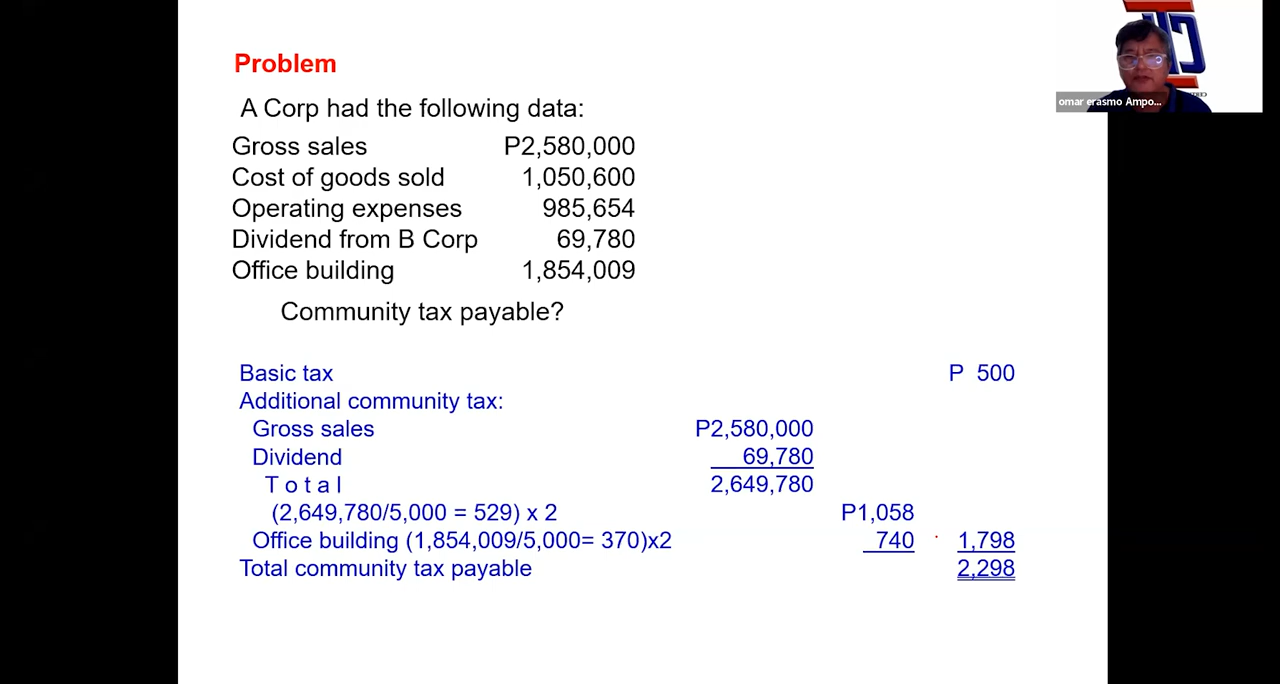 Problem
A Corp had the following data:
Gross sales P2,580,000
Cost of goods sold 1,050,600
Operating expenses 985,654
Dividend from B Corp 69,780
Office building 1,854,009
Community tax payable?
Basic tax P 500
Additional community tax:
Gross sales P2,580,000
Dividend 69,780
T o t a l 2,649,780
(2,649,780/5,000 = 529) x 2 P1,058
Office building (1,854,009/5,000= 370)x2 740 1,798
Total community tax payable 2,298
omar erasmo Ampo...